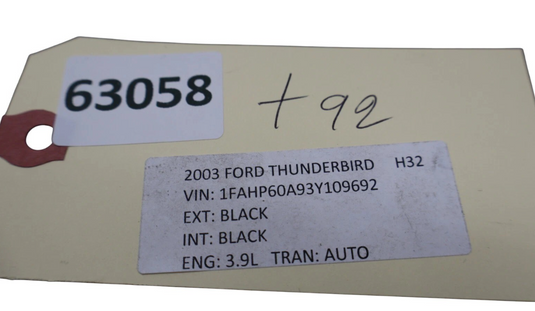 63058
+92
2003 FORD THUNDERBIRD H32
VIN: 1FAHP60A93Y109692
EXT: BLACK
INT: BLACK
ENG: 3.9L TRAN: AUTO